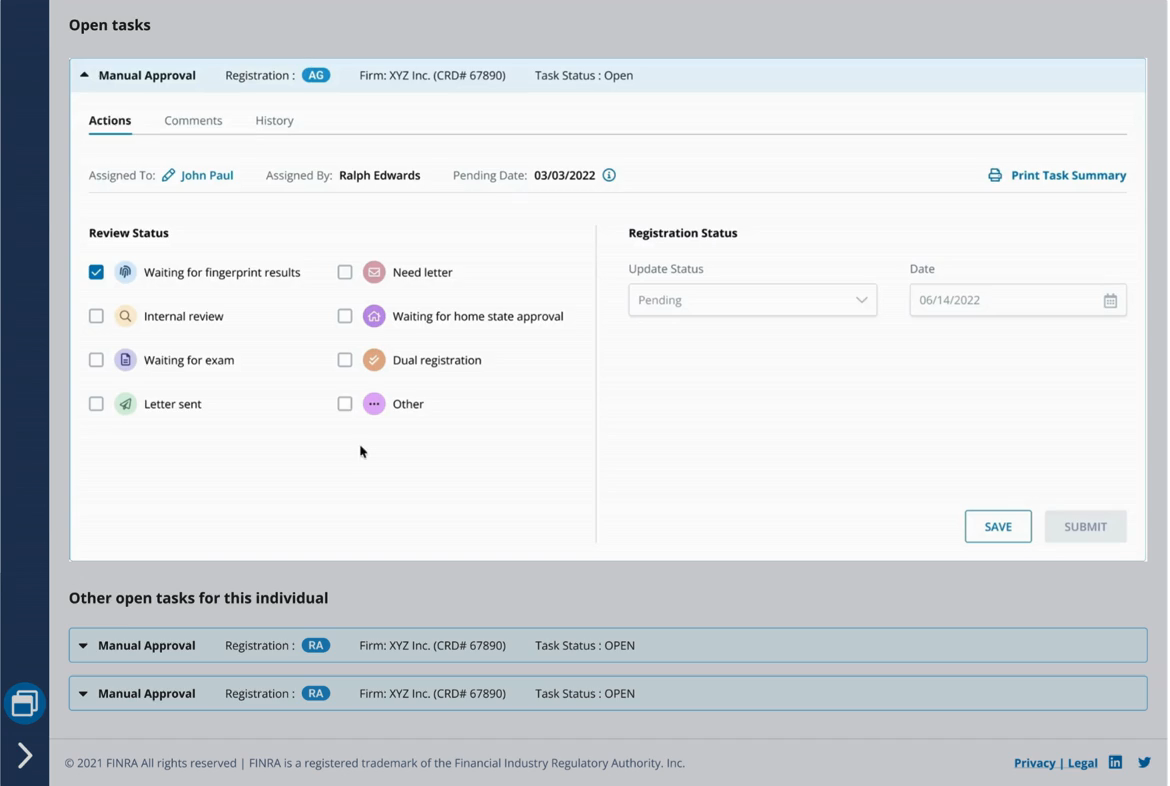 Open tasks
Manual Approval Registration : AG Firm: XYZ Inc. (CRD# 67890) Task Status : Open
Actions Comments History
Assigned To: John Paul Assigned By: Ralph Edwards Pending Date: 03/03/2022 Print Task Summary
Review Status Registration Status
Update Status Date
Waiting for fingerprint results Need letter
Pending 06/14/2022
Internal review Waiting for home state approval
Waiting for exam Dual registration
Letter sent Other
SAVE SUBMIT
Other open tasks for this individual
Manual Approval Registration : RA Firm: XYZ Inc. (CRD# 67890) Task Status : OPEN
Manual Approval Registration : RA Firm: XYZ Inc. (CRD# 67890) Task Status : OPEN
© 2021 FINRA All rights reserved | FINRA is a registered trademark of the Financial Industry Regulatory Authority. Inc. Privacy | Legal in